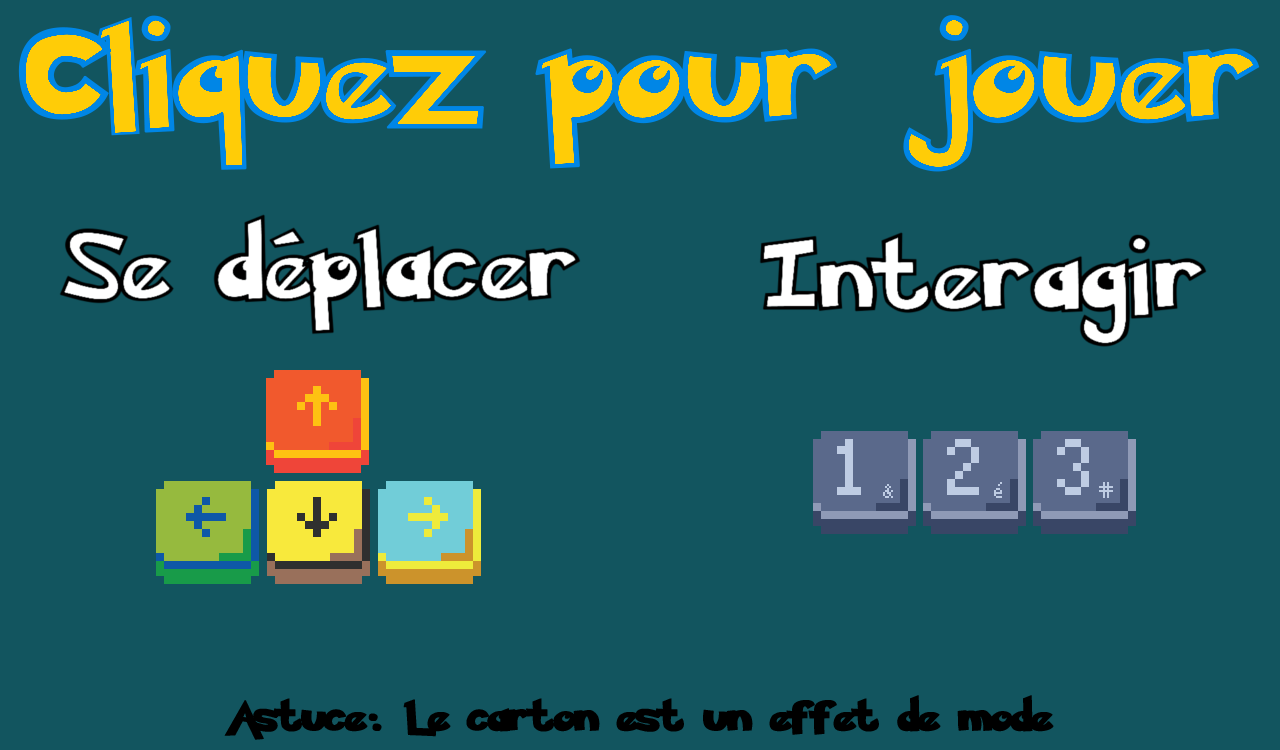 Cliquez pour jouer
Se déplacer
Interagir
↑
← ↓ →
1 & 2 é 3 #
Astuce: Le carton est un effet de mode